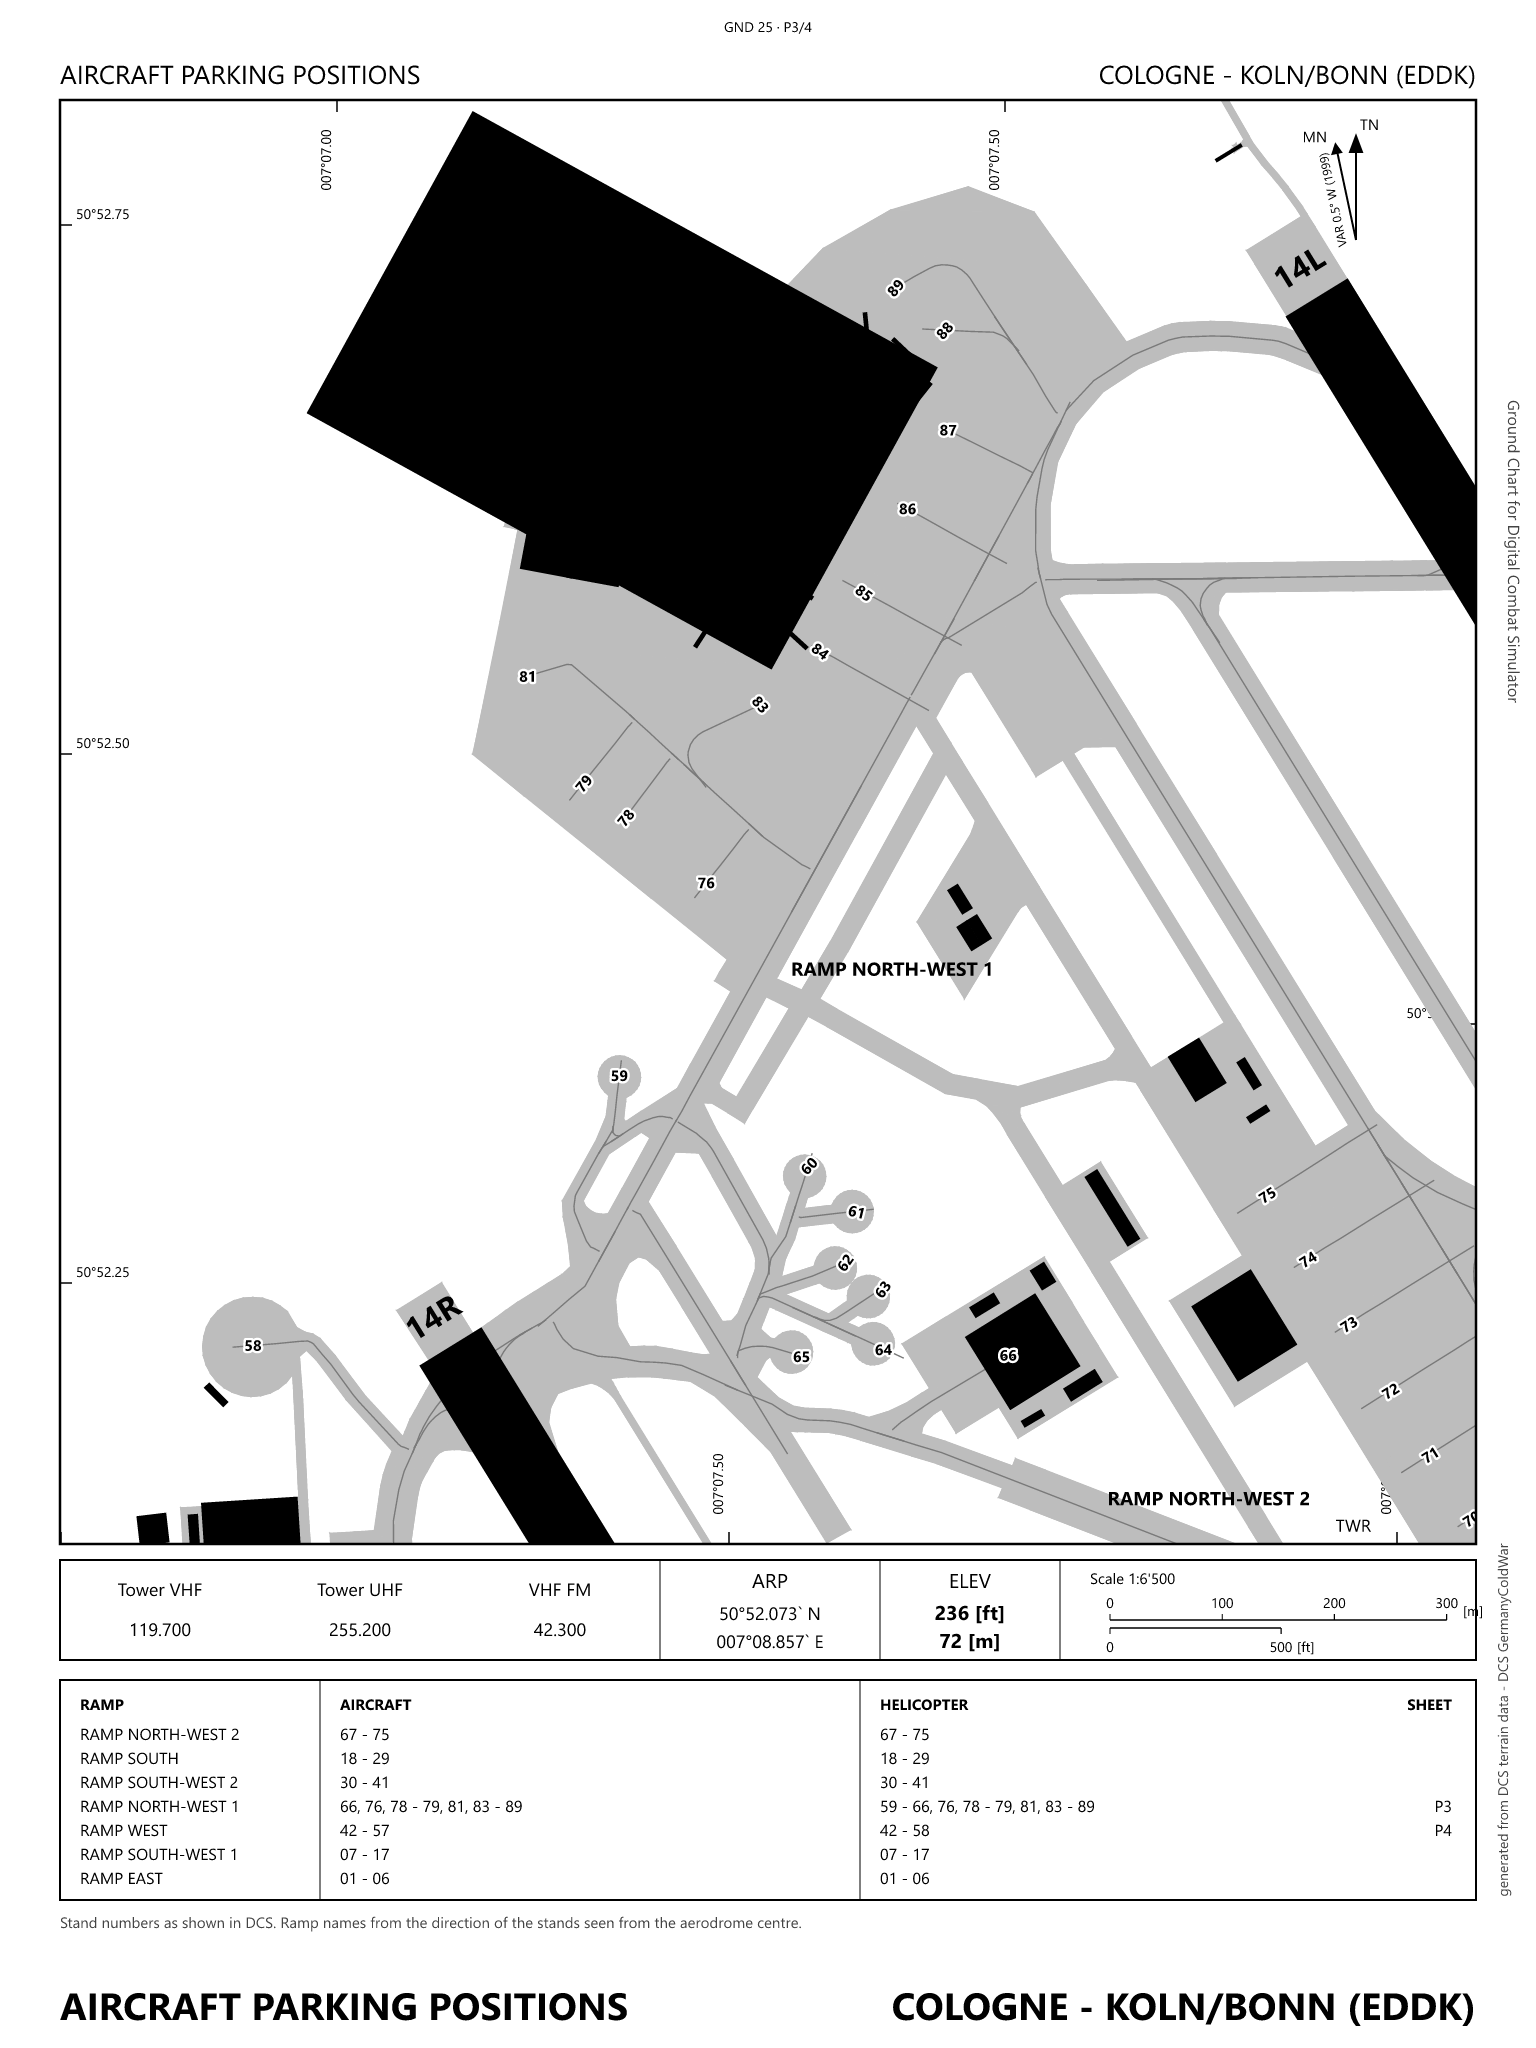 GND 25 · P3/4
AIRCRAFT PARKING POSITIONS
COLOGNE - KOLN/BONN (EDDK)
007°07.00
007°07.50
MN
TN
VAR 0.5° W (1999)
50°52.75
14L
89
88
87
86
85
84
81
83
50°52.50
79
78
76
RAMP NORTH-WEST 1
59
60
61
75
62
74
50°52.25
63
14R
73
58
64
65
66
72
71
007°07.50
RAMP NORTH-WEST 2
TWR
Ground Chart for Digital Combat Simulator
generated from DCS terrain data - DCS GermanyColdWar
Tower VHF
119.700
Tower UHF
255.200
VHF FM
42.300
ARP
50°52.073` N
007°08.857` E
ELEV
236 [ft]
72 [m]
Scale 1:6'500
0 100 200 300 [m]
0 500 [ft]
RAMP AIRCRAFT HELICOPTER SHEET
RAMP NORTH-WEST 2 67 - 75 67 - 75
RAMP SOUTH 18 - 29 18 - 29
RAMP SOUTH-WEST 2 30 - 41 30 - 41
RAMP NORTH-WEST 1 66, 76, 78 - 79, 81, 83 - 89 59 - 66, 76, 78 - 79, 81, 83 - 89 P3
RAMP WEST 42 - 57 42 - 58 P4
RAMP SOUTH-WEST 1 07 - 17 07 - 17
RAMP EAST 01 - 06 01 - 06
Stand numbers as shown in DCS. Ramp names from the direction of the stands seen from the aerodrome centre.
AIRCRAFT PARKING POSITIONS
COLOGNE - KOLN/BONN (EDDK)